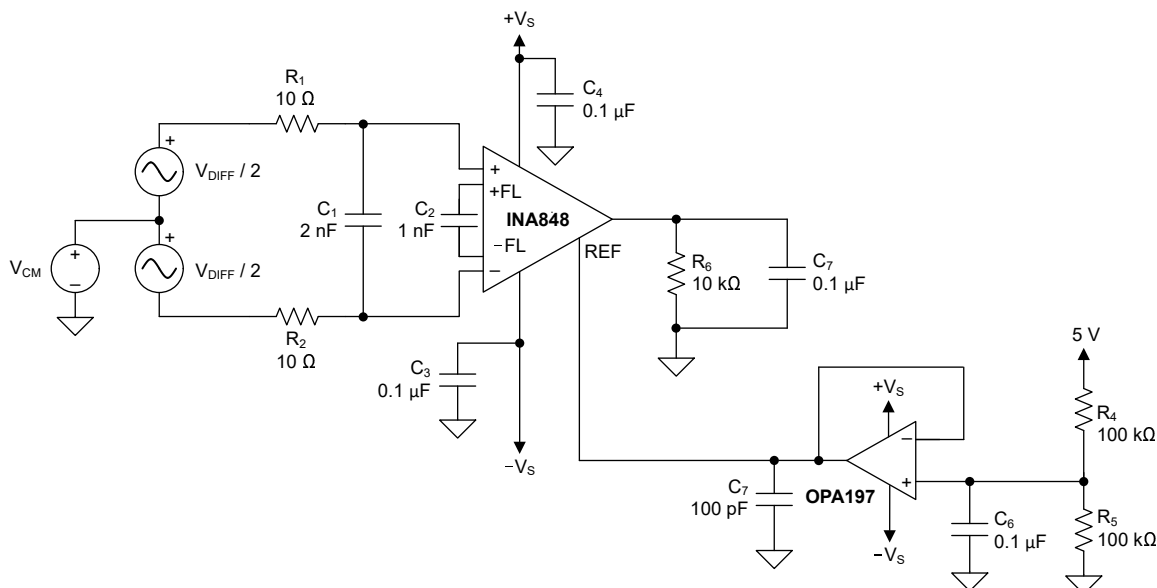 +VS
C4
0.1 µF
R1
10 Ω
+
VDIFF / 2
+
VDIFF / 2
VCM
+
−
C1
2 nF
C2
1 nF
+
+FL
INA848
−FL
−
REF
R6
10 kΩ
C7
0.1 µF
R2
10 Ω
C3
0.1 µF
−VS
5 V
R4
100 kΩ
+VS
−
+
OPA197
−VS
C7
100 pF
C6
0.1 µF
R5
100 kΩ